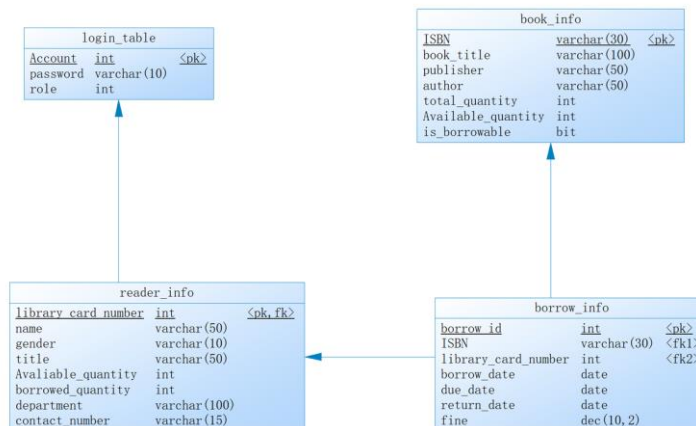 login_table
Account int <pk>
password varchar(10)
role int
book_info
ISBN varchar(30) <pk>
book_title varchar(100)
publisher varchar(50)
author varchar(50)
total_quantity int
Available_quantity int
is_borrowable bit
reader_info
library_card_number int <pk,fk>
name varchar(50)
gender varchar(10)
title varchar(50)
Avaliable_quantity int
borrowed_quantity int
department varchar(100)
contact_number varchar(15)
borrow_info
borrow_id int <pk>
ISBN varchar(30) <fk1>
library_card_number int <fk2>
borrow_date date
due_date date
return_date date
fine dec(10,2)